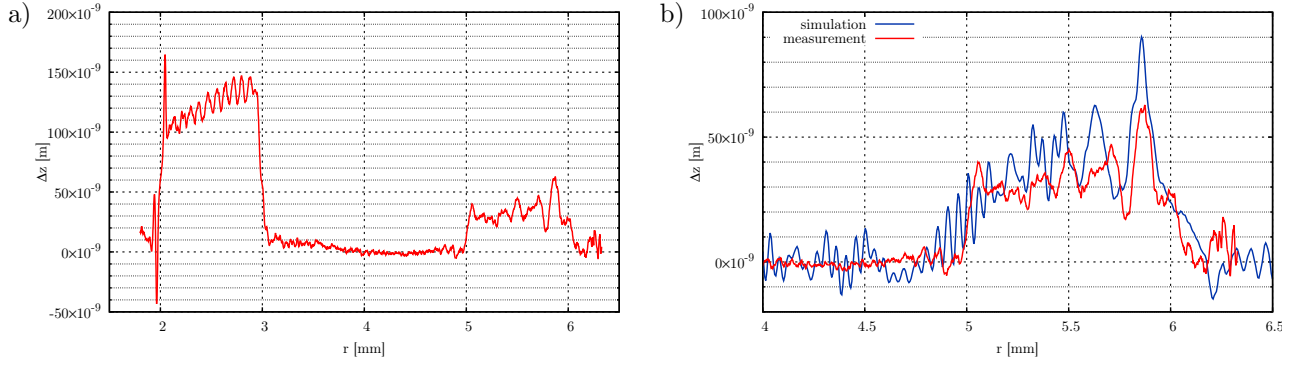 a)
200×10⁻⁹
150×10⁻⁹
100×10⁻⁹
50×10⁻⁹
0×10⁻⁹
-50×10⁻⁹
Δz [m]
2 3 4 5 6
r [mm]
b)
100×10⁻⁹
50×10⁻⁹
0×10⁻⁹
Δz [m]
simulation
measurement
4 4.5 5 5.5 6 6.5
r [mm]